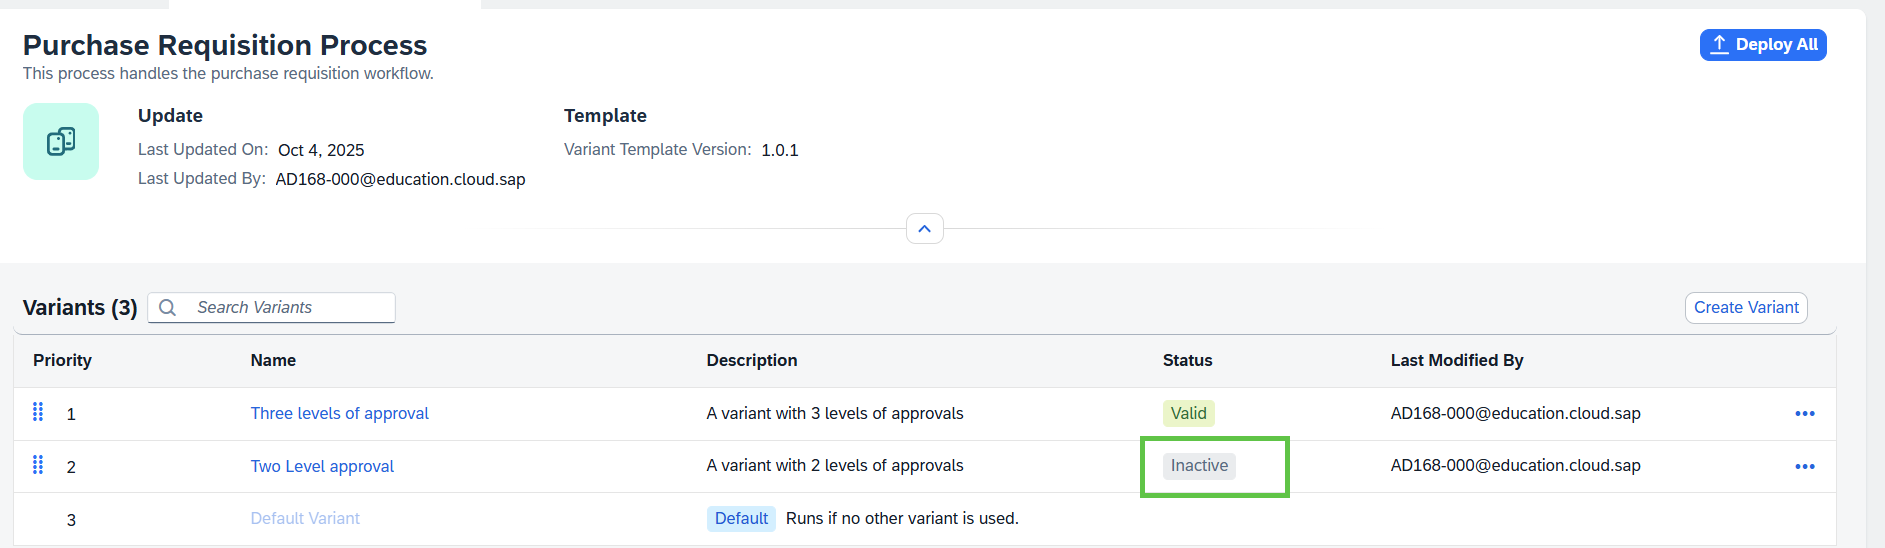 Purchase Requisition Process
Deploy All
This process handles the purchase requisition workflow.
Update
Template
Last Updated On: Oct 4, 2025
Variant Template Version: 1.0.1
Last Updated By: AD168-000@education.cloud.sap
Variants (3)
Search Variants
Create Variant
Priority Name Description Status Last Modified By
1 Three levels of approval A variant with 3 levels of approvals Valid AD168-000@education.cloud.sap
2 Two Level approval A variant with 2 levels of approvals Inactive AD168-000@education.cloud.sap
3 Default Variant Default Runs if no other variant is used.